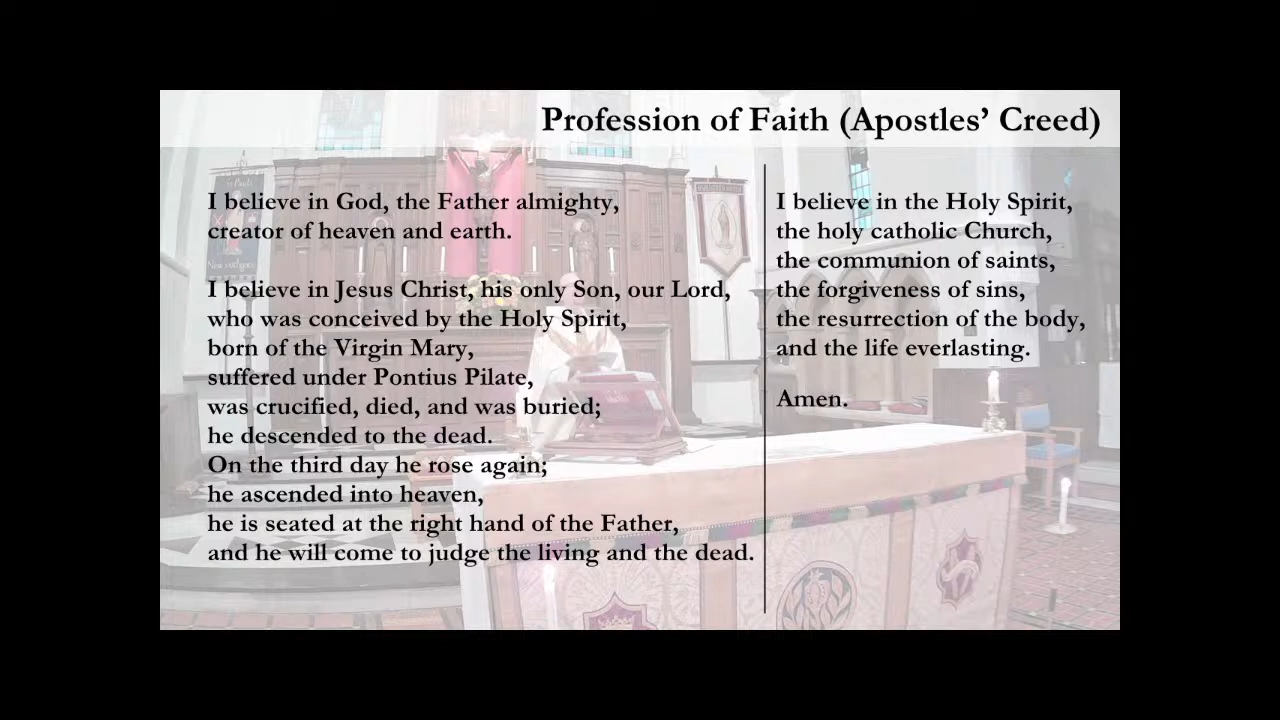 Profession of Faith (Apostles’ Creed)
I believe in God, the Father almighty,
creator of heaven and earth.
I believe in Jesus Christ, his only Son, our Lord,
who was conceived by the Holy Spirit,
born of the Virgin Mary,
suffered under Pontius Pilate,
was crucified, died, and was buried;
he descended to the dead.
On the third day he rose again;
he ascended into heaven,
he is seated at the right hand of the Father,
and he will come to judge the living and the dead.
I believe in the Holy Spirit,
the holy catholic Church,
the communion of saints,
the forgiveness of sins,
the resurrection of the body,
and the life everlasting.
Amen.